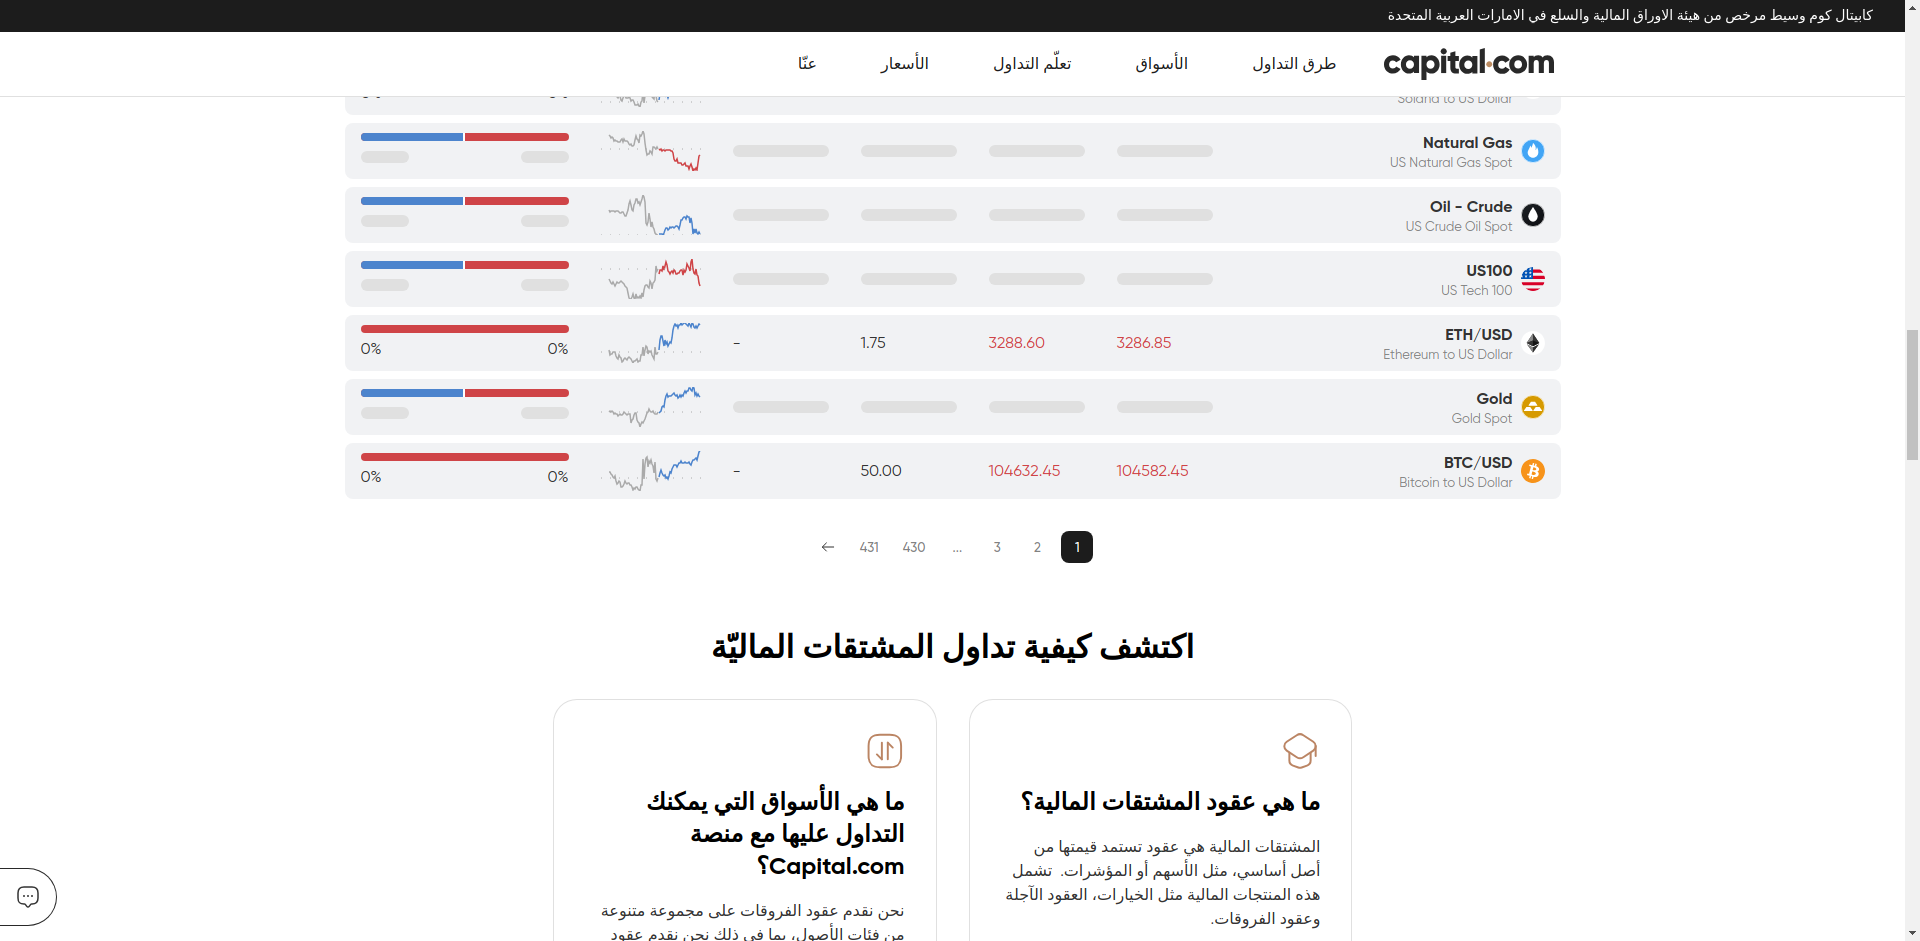 كابيتال كوم وسيط مرخص من هيئة الاوراق المالية والسلع في الامارات العربية المتحدة
capital.com
طرق التداول
الأسواق
تعلّم التداول
الأسعار
عنّا
Solana to US Dollar
Natural Gas
US Natural Gas Spot
Oil - Crude
US Crude Oil Spot
US100
US Tech 100
ETH/USD
Ethereum to US Dollar
3286.85
3288.60
1.75
-
0%
0%
Gold
Gold Spot
BTC/USD
Bitcoin to US Dollar
104582.45
104632.45
50.00
-
0%
0%
1
2
3
...
430
431
اكتشف كيفية تداول المشتقات الماليّة
ما هي عقود المشتقات المالية؟
المشتقات المالية هي عقود تستمد قيمتها من
أصل أساسي، مثل الأسهم أو المؤشرات. تشمل
هذه المنتجات المالية مثل الخيارات، العقود الآجلة
وعقود الفروقات.
ما هي الأسواق التي يمكنك
التداول عليها مع منصة
Capital.com؟
نحن نقدم عقود الفروقات على مجموعة متنوعة
من فئات الأصول، بما في ذلك نحن نقدم عقود